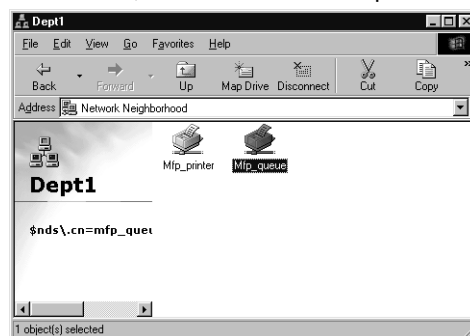 Dept1
File Edit View Go Favorites Help
Back Forward Up Map Drive Disconnect Cut Copy »
Address Network Neighborhood
Mfp_printer Mfp_queue
Dept1
$nds\.cn=mfp_queu
1 object(s) selected